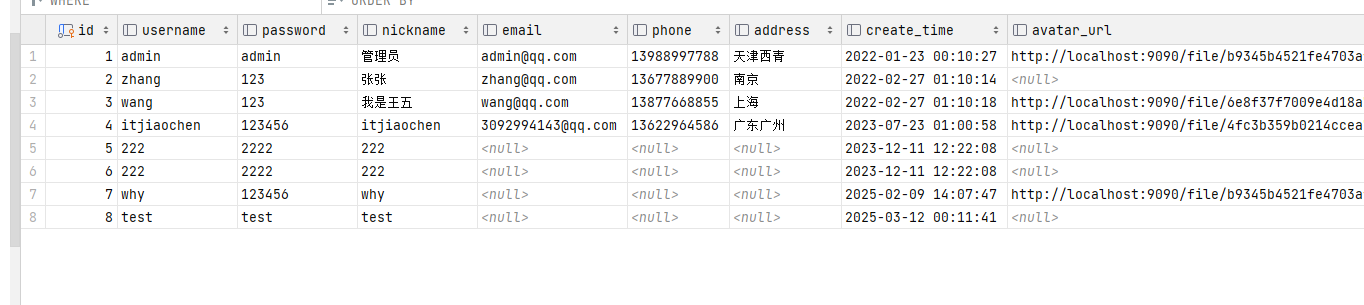 WHERE ORDER BY
id username password nickname email phone address create_time avatar_url
1 1 admin admin 管理员 admin@qq.com 13988997788 天津西青 2022-01-23 00:10:27 http://localhost:9090/file/b9345b4521fe4703a
2 2 zhang 123 张张 zhang@qq.com 13677889900 南京 2022-02-27 01:10:14 <null>
3 3 wang 123 我是王五 wang@qq.com 13877668855 上海 2022-02-27 01:10:18 http://localhost:9090/file/6e8f37f7009e4d18a
4 4 itjiaochen 123456 itjiaochen 3092994143@qq.com 13622964586 广东广州 2023-07-23 01:00:58 http://localhost:9090/file/4fc3b359b0214ccea
5 5 222 2222 222 <null> <null> <null> 2023-12-11 12:22:08 <null>
6 6 222 2222 222 <null> <null> <null> 2023-12-11 12:22:08 <null>
7 7 why 123456 why <null> <null> <null> 2025-02-09 14:07:47 http://localhost:9090/file/b9345b4521fe4703a
8 8 test test test <null> <null> <null> 2025-03-12 00:11:41 <null>